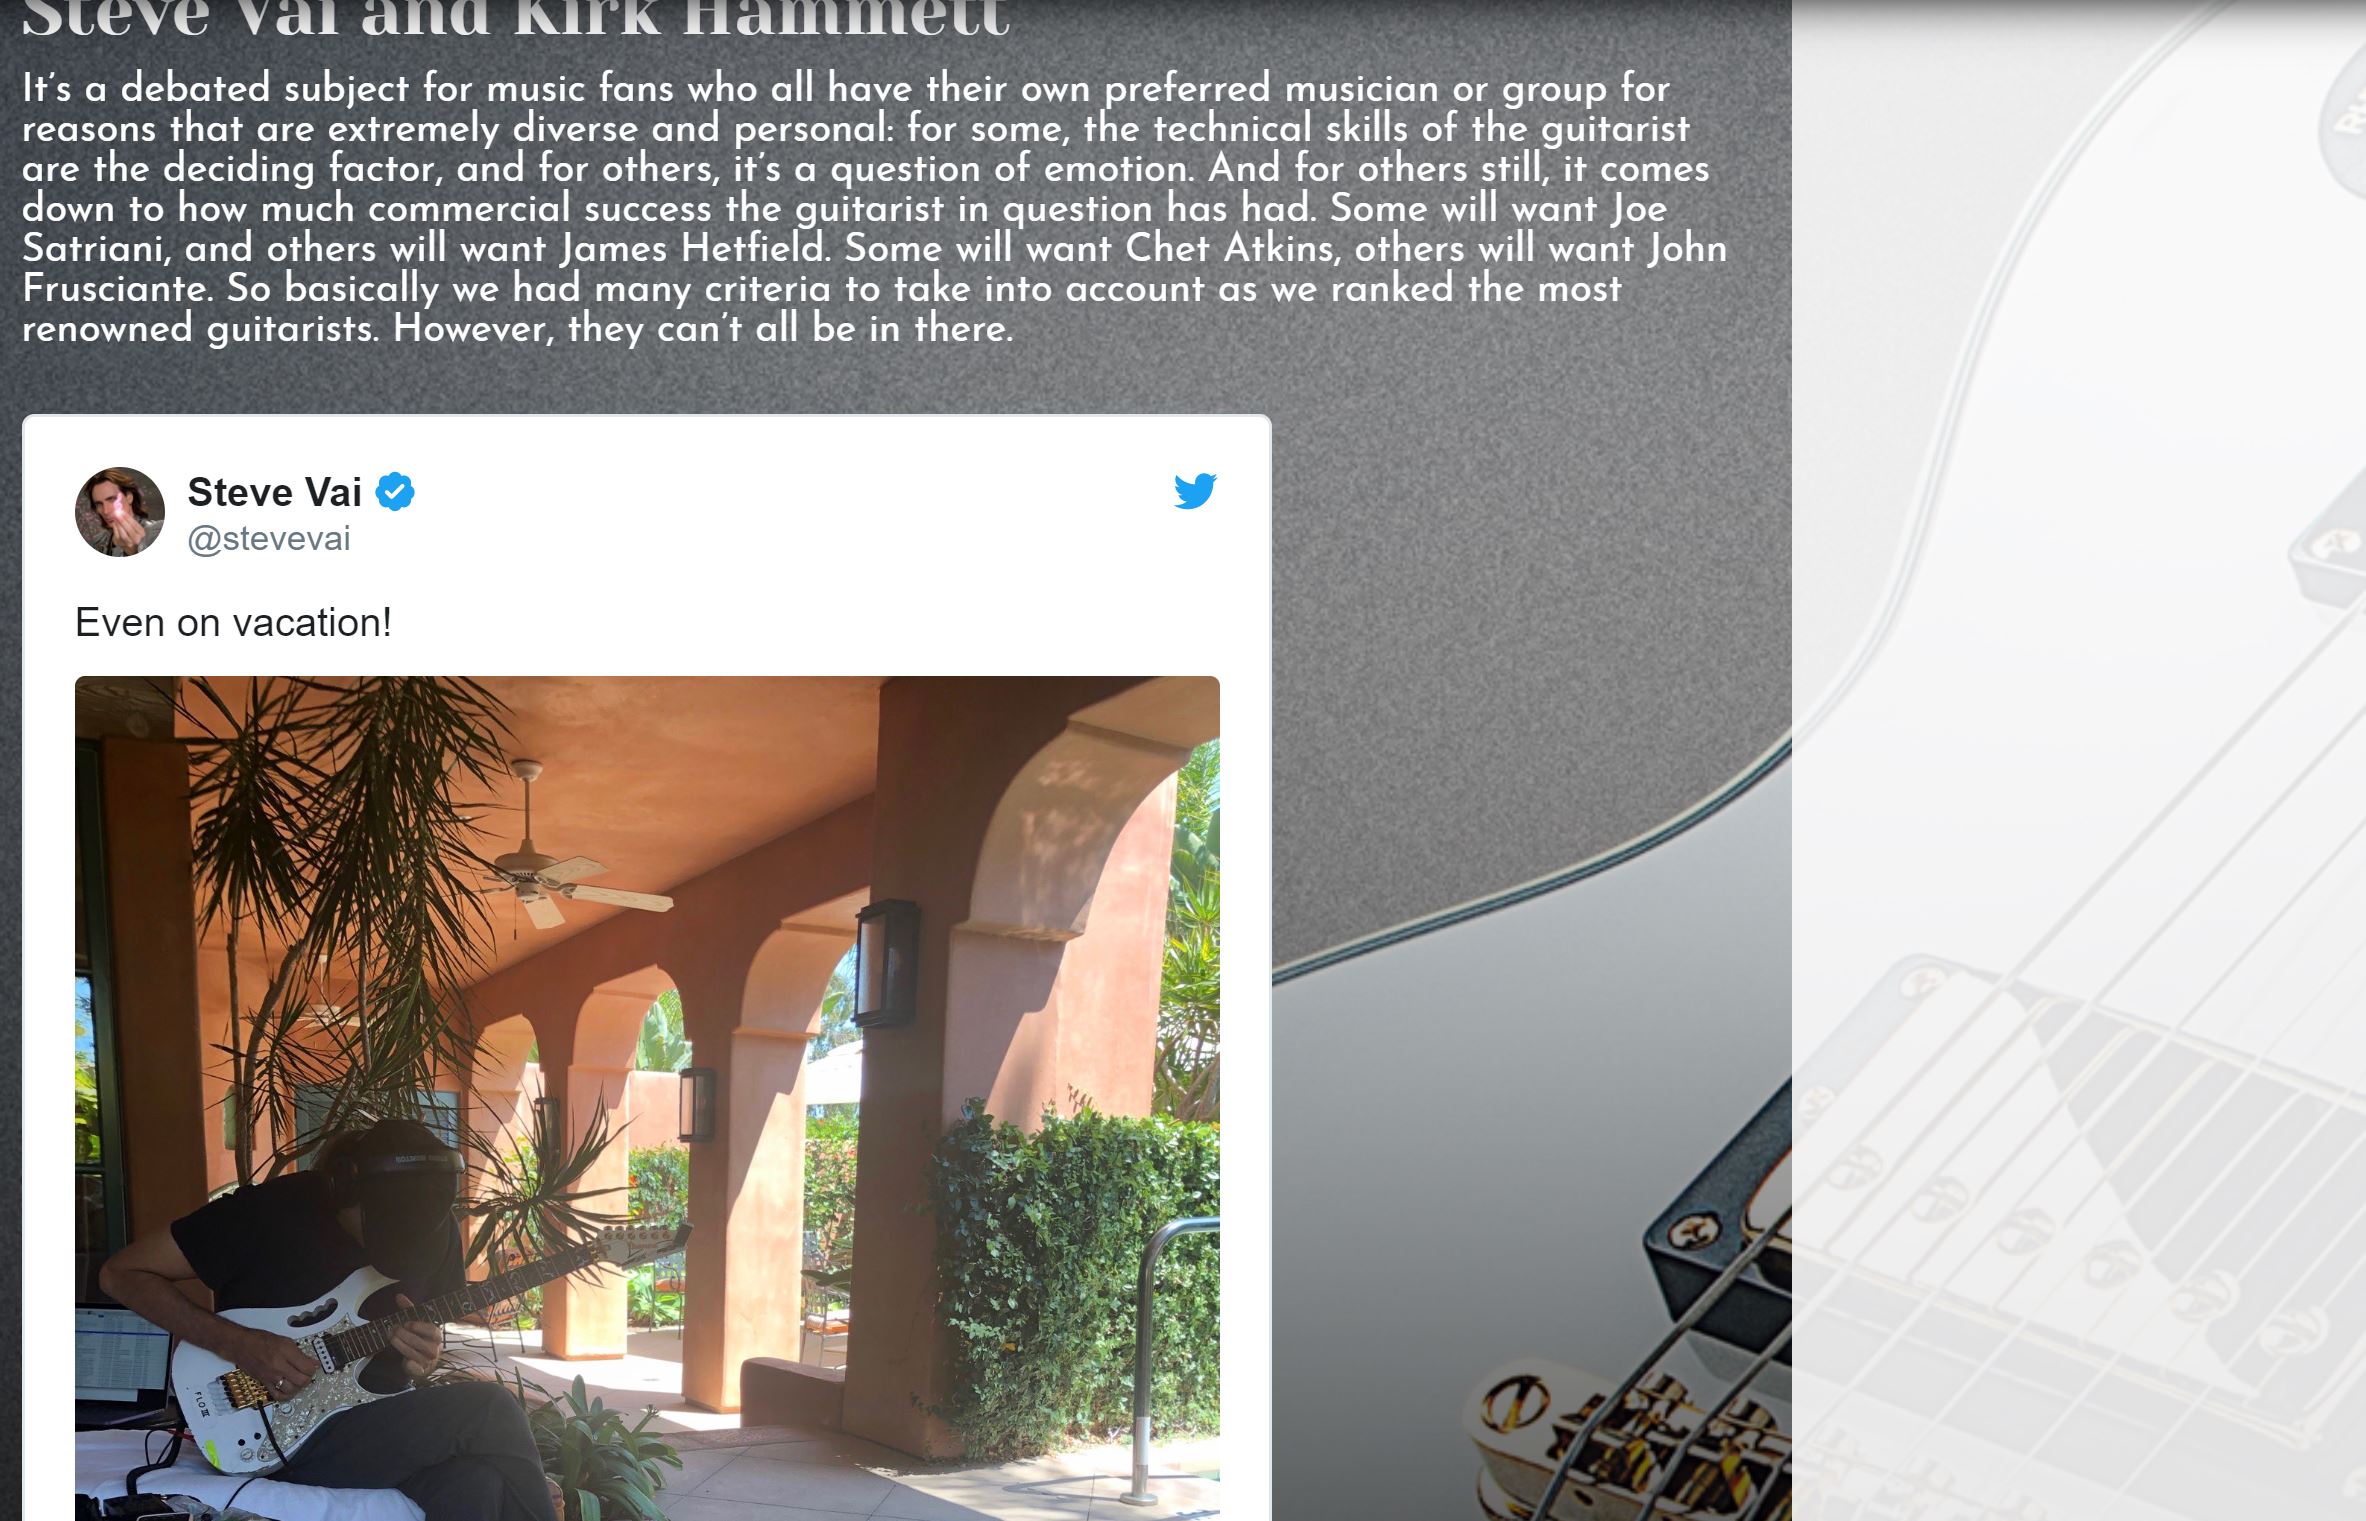 Steve Vai and Kirk Hammett
It's a debated subject for music fans who all have their own preferred musician or group for
reasons that are extremely diverse and personal: for some, the technical skills of the guitarist
are the deciding factor, and for others, it's a question of emotion. And for others still, it comes
down to how much commercial success the guitarist in question has had. Some will want Joe
Satriani, and others will want James Hetfield. Some will want Chet Atkins, others will want John
Frusciante. So basically we had many criteria to take into account as we ranked the most
renowned guitarists. However, they can't all be in there.
Steve Vai
@stevevai
Even on vacation!
FLO III